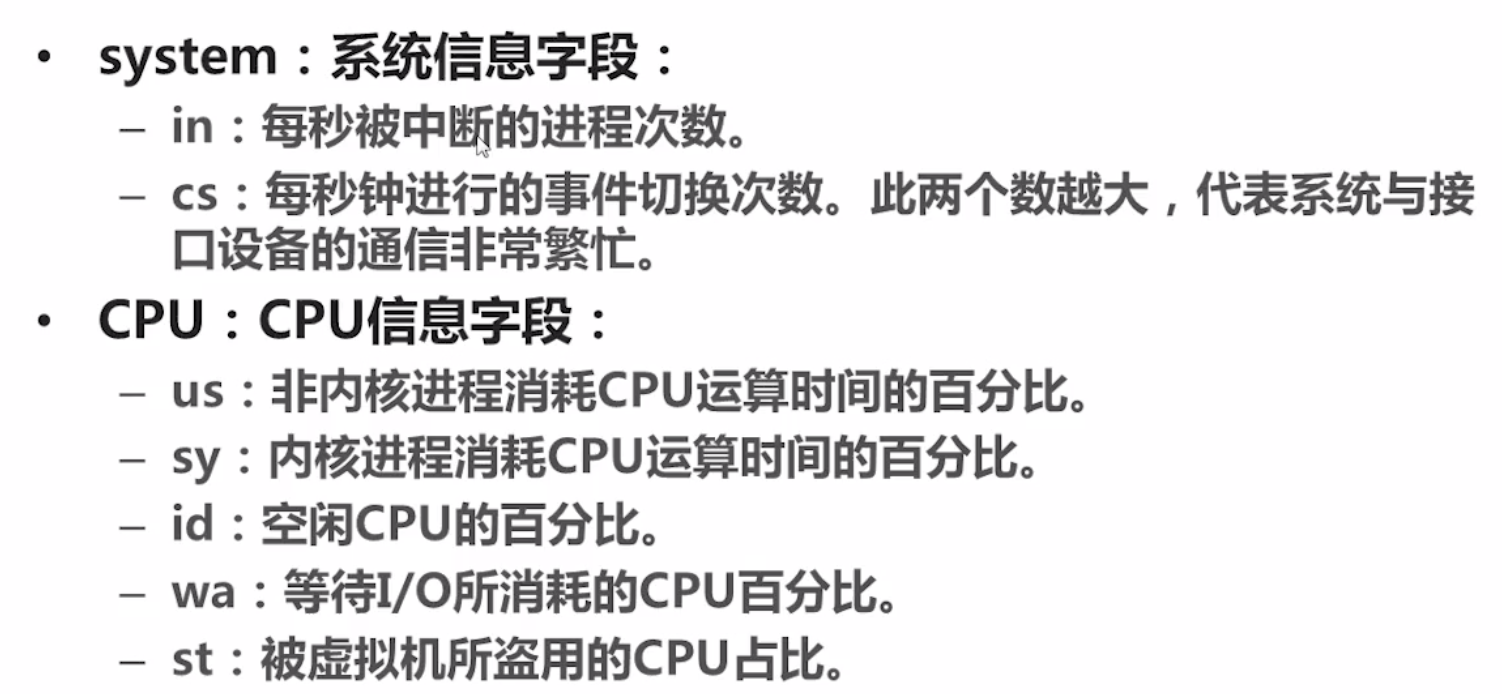 • system：系统信息字段：
– in：每秒被中断的进程次数。
– cs：每秒钟进行的事件切换次数。此两个数越大，代表系统与接
口设备的通信非常繁忙。
• CPU：CPU信息字段：
– us：非内核进程消耗CPU运算时间的百分比。
– sy：内核进程消耗CPU运算时间的百分比。
– id：空闲CPU的百分比。
– wa：等待I/O所消耗的CPU百分比。
– st：被虚拟机所盗用的CPU占比。